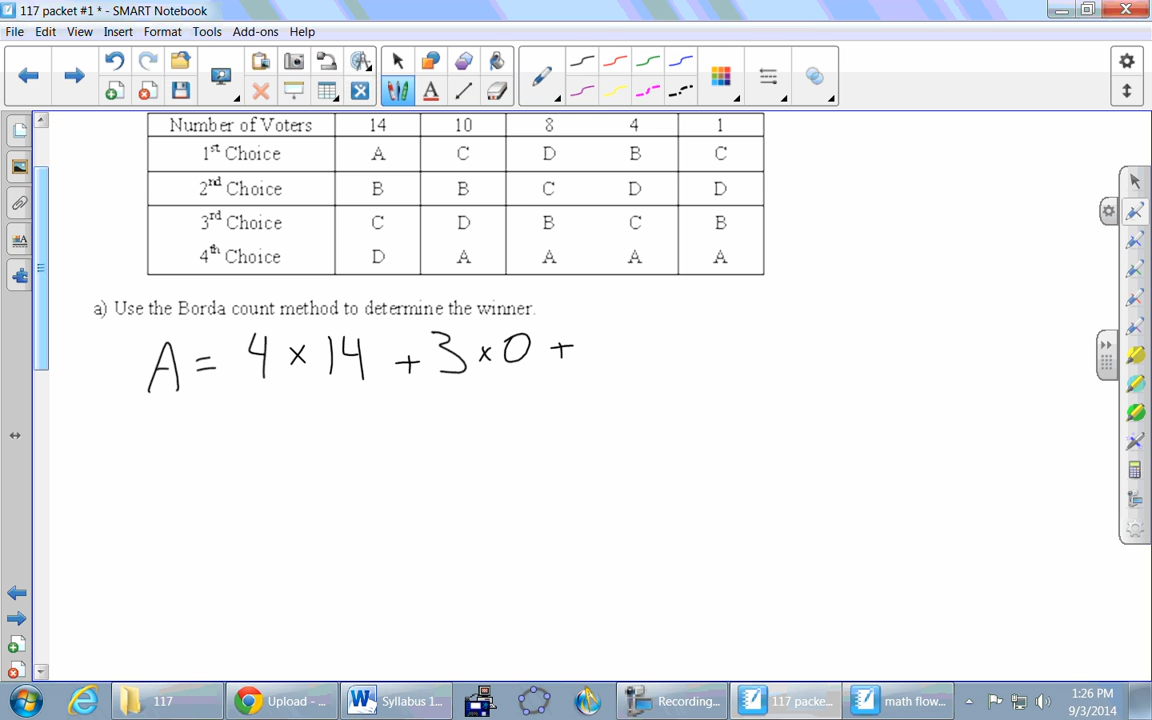 117 packet #1 * - SMART Notebook
File Edit View Insert Format Tools Add-ons Help
Number of Voters 14 10 8 4 1
1st Choice A C D B C
2nd Choice B B C D D
3rd Choice C D B C B
4th Choice D A A A A
a) Use the Borda count method to determine the winner.
A = 4 × 14 + 3 × 0 +
117 Upload - ... Syllabus 1... Recording... 117 packe... math flow...
1:26 PM
9/3/2014